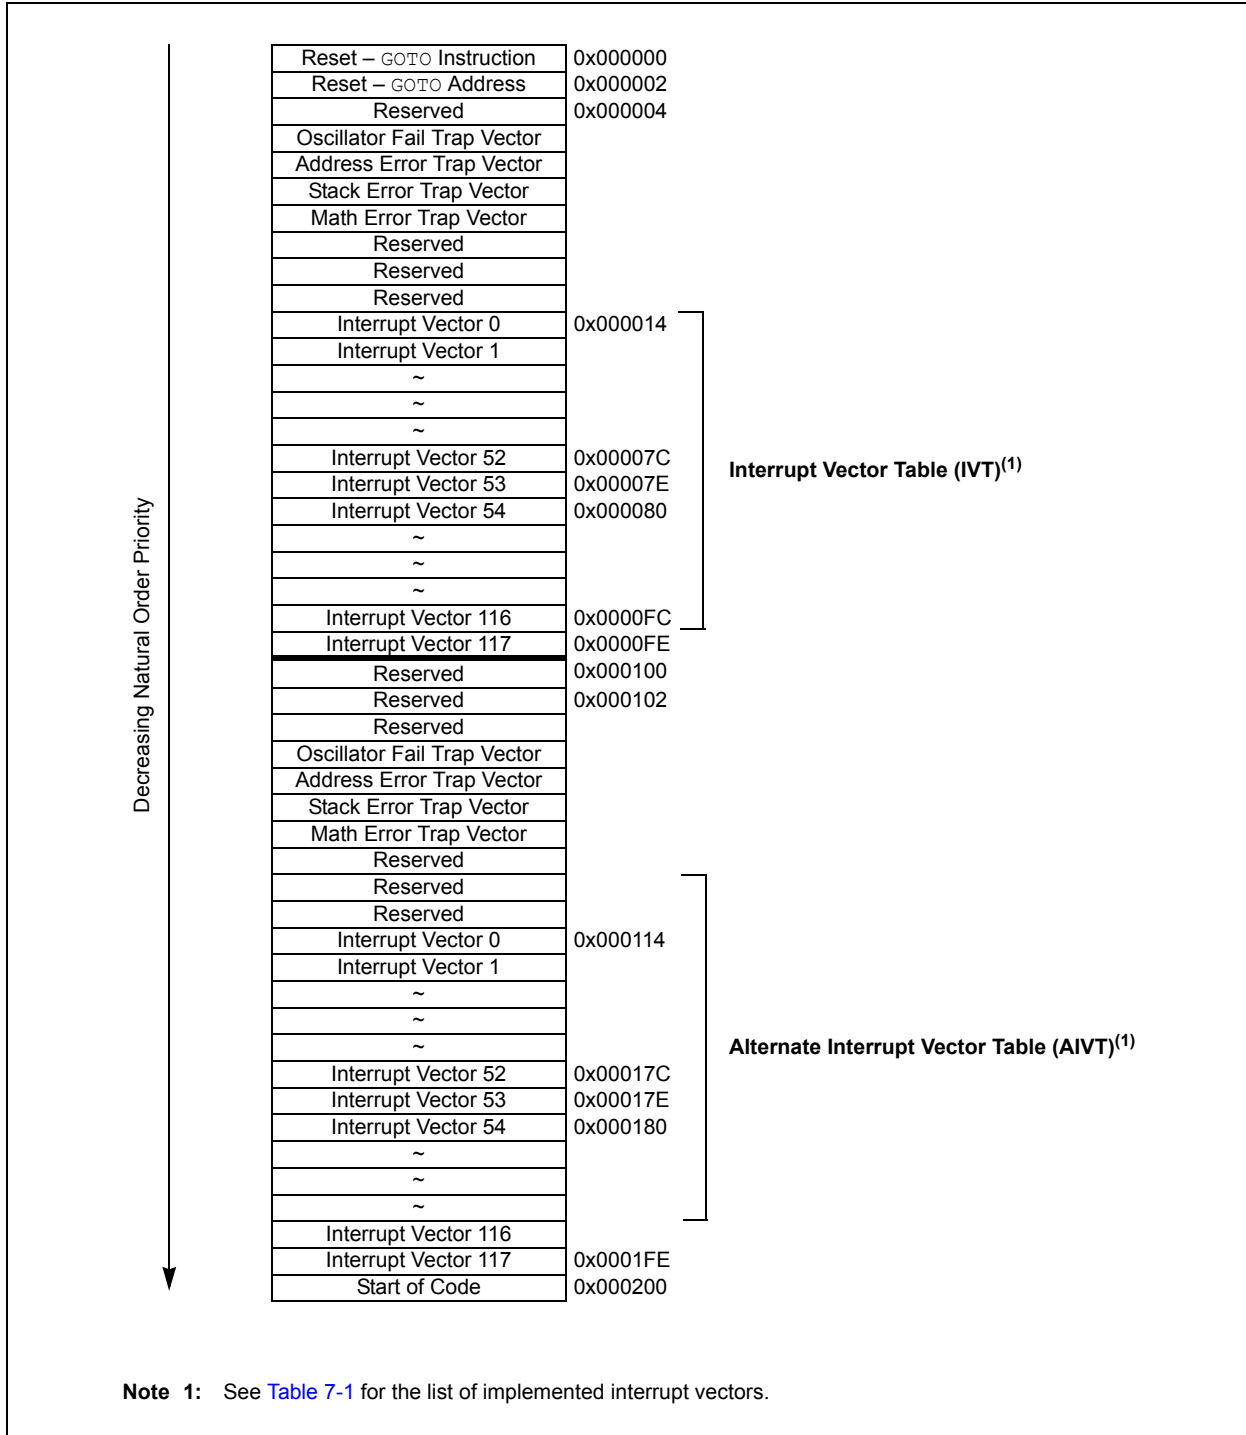 Decreasing Natural Order Priority
Reset – GOTO Instruction 0x000000
Reset – GOTO Address 0x000002
Reserved 0x000004
Oscillator Fail Trap Vector
Address Error Trap Vector
Stack Error Trap Vector
Math Error Trap Vector
Reserved
Reserved
Reserved
Interrupt Vector 0 0x000014
Interrupt Vector 1
~
~
~
Interrupt Vector 52 0x00007C
Interrupt Vector Table (IVT)(1)
Interrupt Vector 53 0x00007E
Interrupt Vector 54 0x000080
~
~
~
Interrupt Vector 116 0x0000FC
Interrupt Vector 117 0x0000FE
Reserved 0x000100
Reserved 0x000102
Reserved
Oscillator Fail Trap Vector
Address Error Trap Vector
Stack Error Trap Vector
Math Error Trap Vector
Reserved
Reserved
Reserved
Interrupt Vector 0 0x000114
Interrupt Vector 1
~
~
~
Alternate Interrupt Vector Table (AIVT)(1)
Interrupt Vector 52 0x00017C
Interrupt Vector 53 0x00017E
Interrupt Vector 54 0x000180
~
~
~
Interrupt Vector 116
Interrupt Vector 117 0x0001FE
Start of Code 0x000200
Note 1: See Table 7-1 for the list of implemented interrupt vectors.